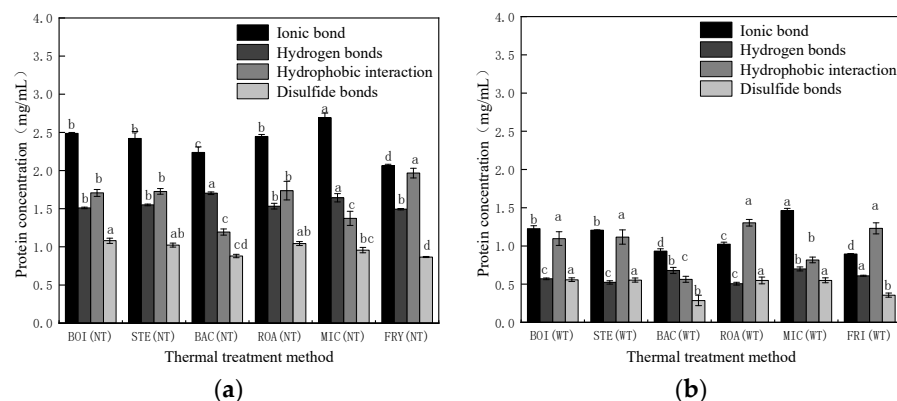 4.0
3.5
3.0
2.5
2.0
1.5
1.0
0.5
0.0
Protein concentration（mg/mL）
Ionic bond
Hydrogen bonds
Hydrophobic interaction
Disulfide bonds
b b b a
b b b ab
c a c cd
b b b ab
a a c bc
d b a d
BOI(NT) STE(NT) BAC(NT) ROA(NT) MIC(NT) FRY(NT)
Thermal treatment method
(a)
4.0
3.5
3.0
2.5
2.0
1.5
1.0
0.5
0.0
Protein concentration（mg/mL）
Ionic bond
Hydrogen bonds
Hydrophobic interaction
Disulfide bonds
b c a a
b c a a
d b c b
c c a a
a a b a
d b a b
BOI(WT) STE(WT) BAC(WT) ROA(WT) MIC(WT) FRI(WT)
Thermal treatment method
(b)